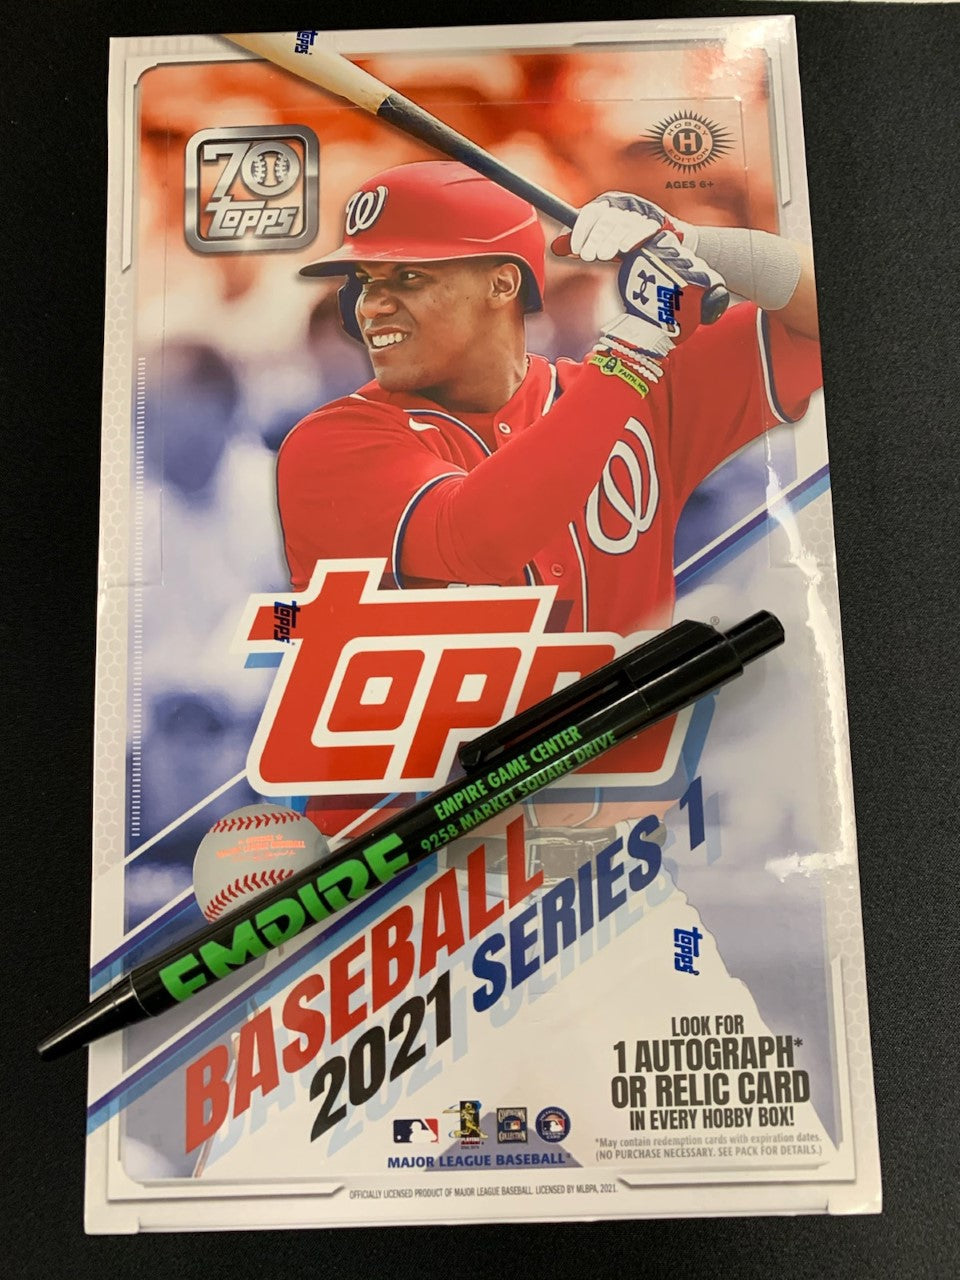 topps
70
topps
HOBBY
H
EDITION
AGES 6+
W
topps
FAITH,
W
topps
topp
®
EMPIRE GAME CENTER
9258 MARKET SQUARE DRIVE
EMPIRE
BASEBALL
2021 SERIES 1
topps
LOOK FOR
1 AUTOGRAPH*
OR RELIC CARD
IN EVERY HOBBY BOX!
*May contain redemption cards with expiration dates.
(NO PURCHASE NECESSARY. SEE PACK FOR DETAILS.)
MAJOR LEAGUE BASEBALL
OFFICIALLY LICENSED PRODUCT OF MAJOR LEAGUE BASEBALL. LICENSED BY MLBPA, 2021.